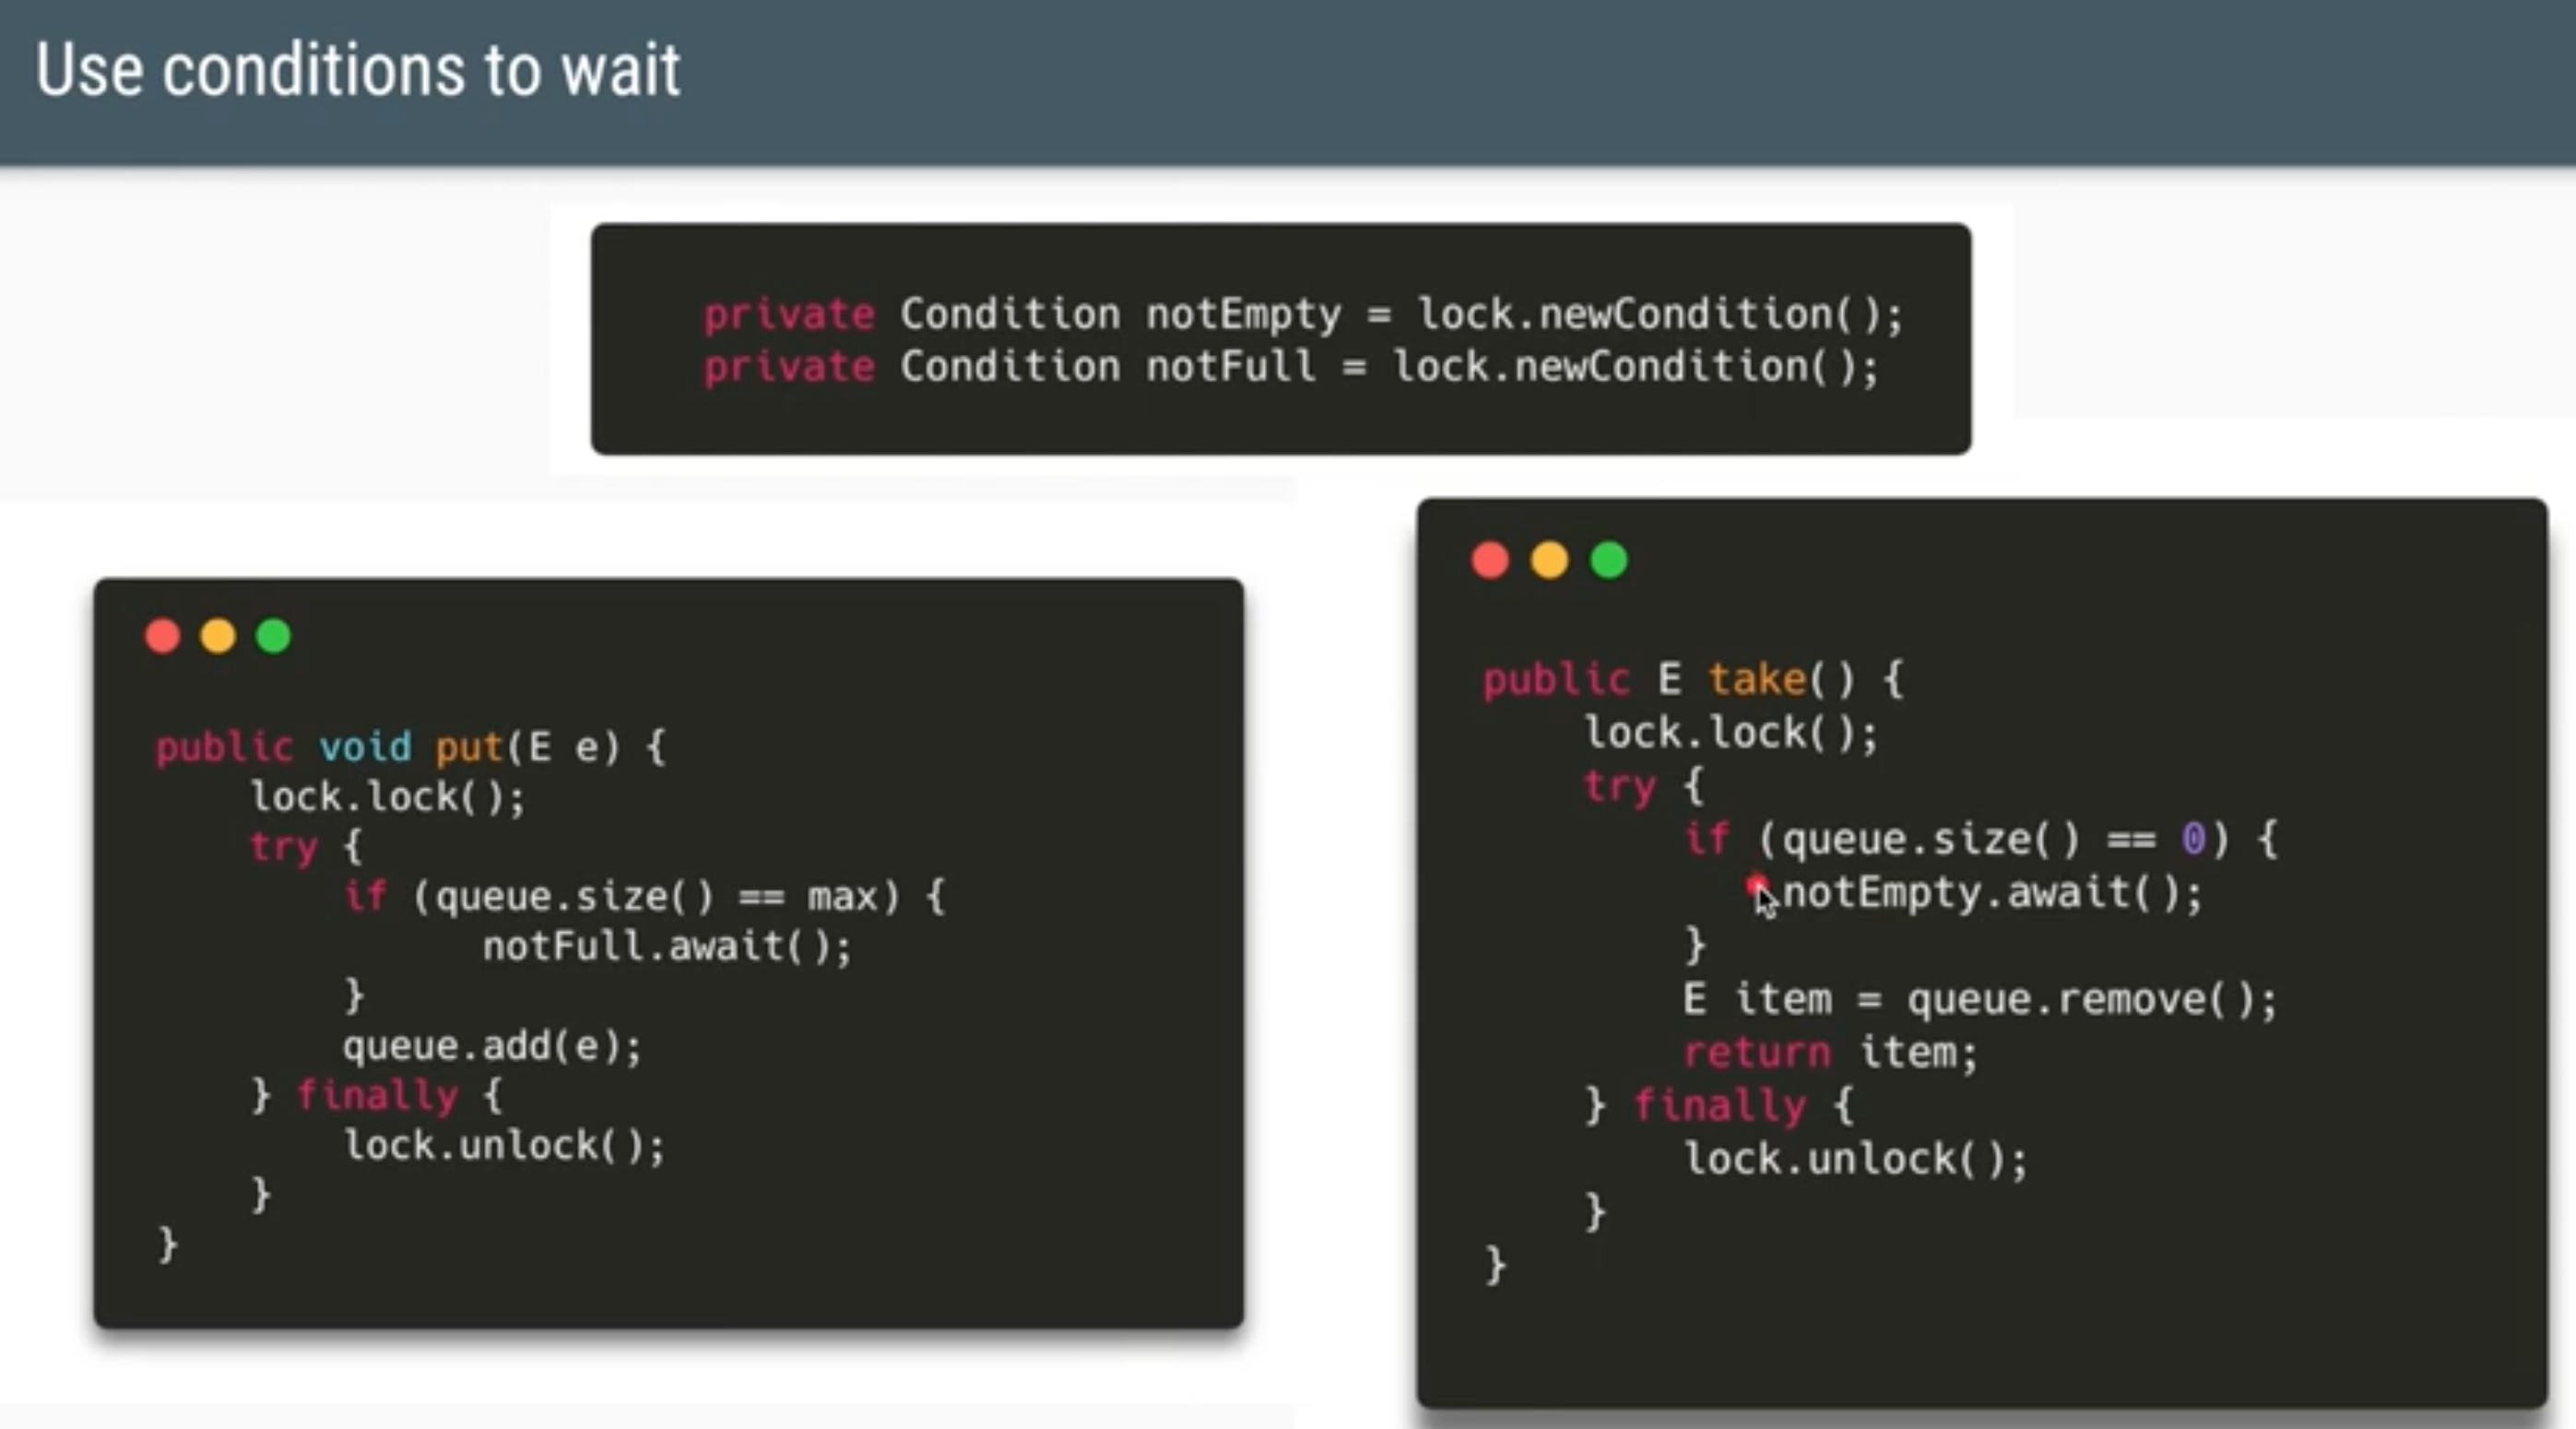 Use conditions to wait
private Condition notEmpty = lock.newCondition();
private Condition notFull = lock.newCondition();
public void put(E e) {
lock.lock();
try {
if (queue.size() == max) {
notFull.await();
}
queue.add(e);
} finally {
lock.unlock();
}
}
public E take() {
lock.lock();
try {
if (queue.size() == 0) {
notEmpty.await();
}
E item = queue.remove();
return item;
} finally {
lock.unlock();
}
}